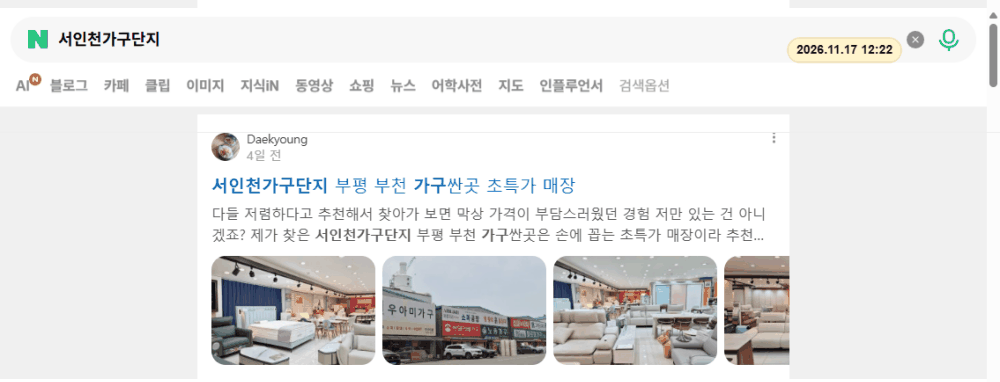 N 서인천가구단지
2026.11.17 12:22
AI N 블로그 카페 클립 이미지 지식iN 동영상 쇼핑 뉴스 어학사전 지도 인플루언서 검색옵션
Daekyoung
4일 전
서인천가구단지 부평 부천 가구싼곳 초특가 매장
다들 저렴하다고 추천해서 찾아가 보면 막상 가격이 부담스러웠던 경험 저만 있는 건 아니
겠죠? 제가 찾은 서인천가구단지 부평 부천 가구싼곳은 손에 꼽는 초특가 매장이라 추천...
우아미가구